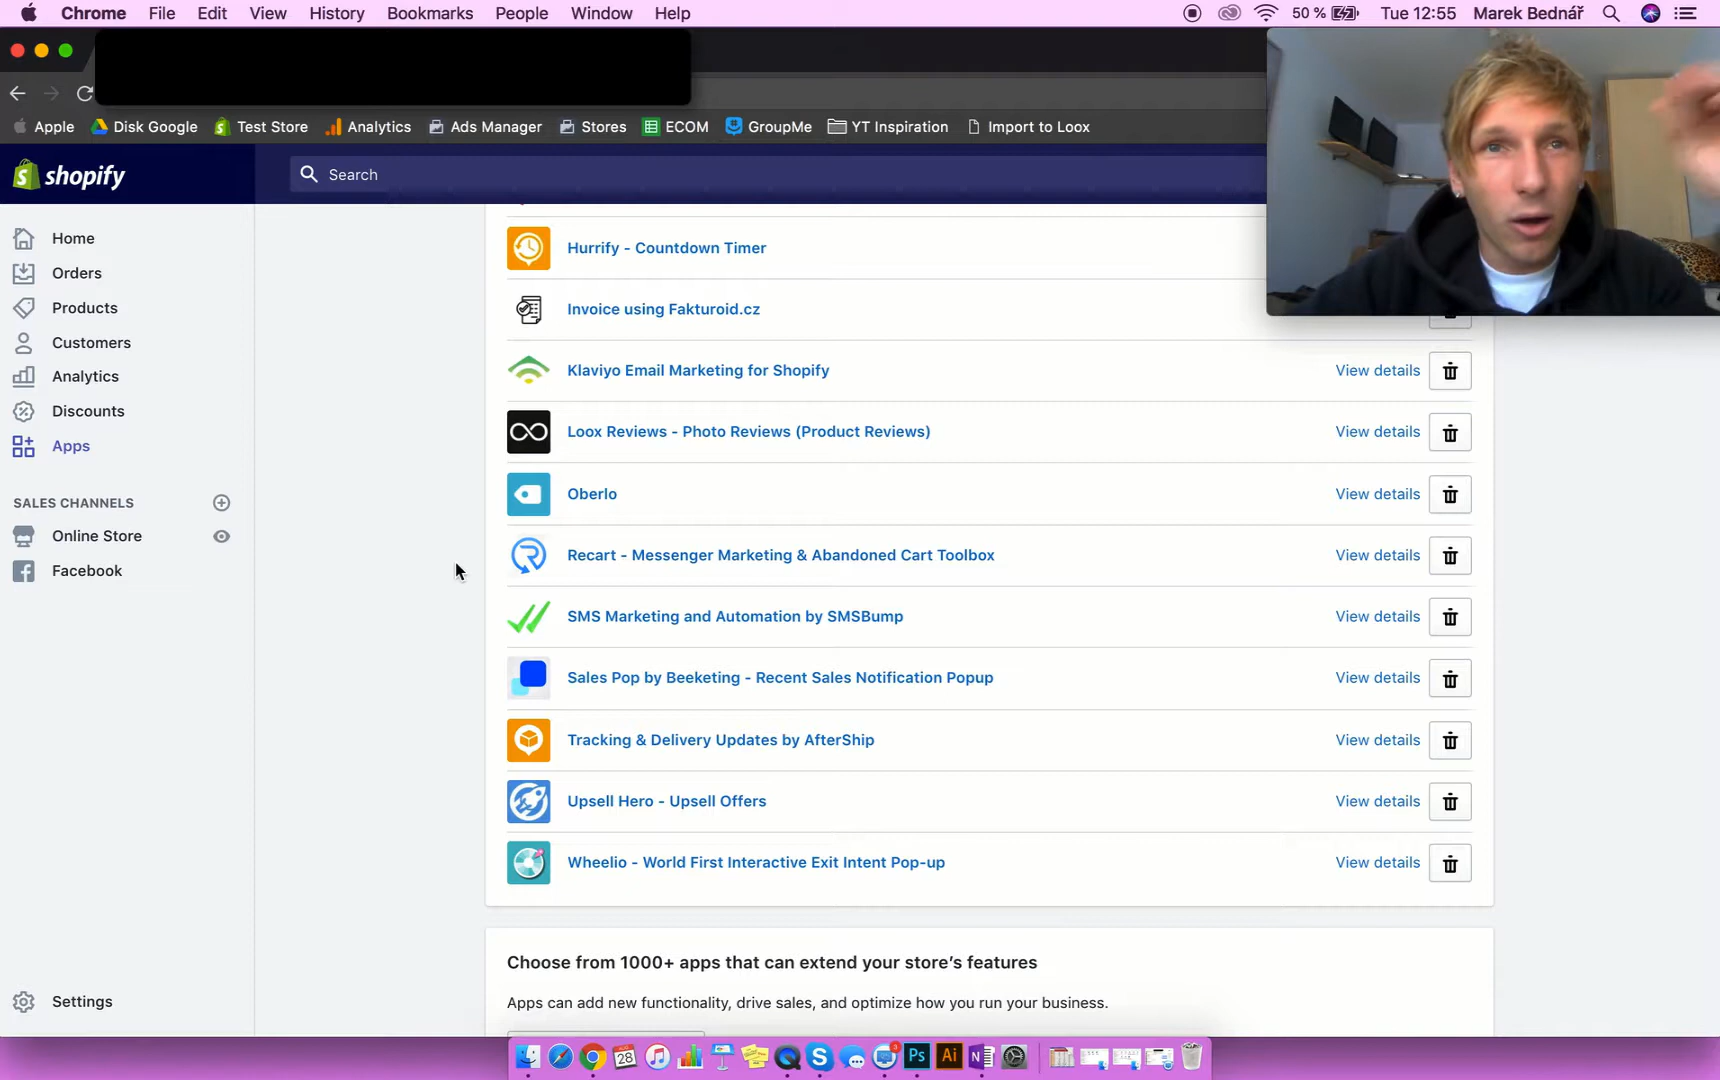 Chrome File Edit View History Bookmarks People Window Help 50 % Tue 12:55 Marek Bednář
Apple Disk Google Test Store Analytics Ads Manager Stores ECOM GroupMe YT Inspiration Import to Loox
shopify Search
Home
Orders
Products
Customers
Analytics
Discounts
Apps
SALES CHANNELS
Online Store
Facebook
Settings
Hurrify - Countdown Timer
Invoice using Fakturoid.cz
Klaviyo Email Marketing for Shopify View details
Loox Reviews - Photo Reviews (Product Reviews) View details
Oberlo View details
Recart - Messenger Marketing & Abandoned Cart Toolbox View details
SMS Marketing and Automation by SMSBump View details
Sales Pop by Beeketing - Recent Sales Notification Popup View details
Tracking & Delivery Updates by AfterShip View details
Upsell Hero - Upsell Offers View details
Wheelio - World First Interactive Exit Intent Pop-up View details
Choose from 1000+ apps that can extend your store's features
Apps can add new functionality, drive sales, and optimize how you run your business.
28 Ps Ai N